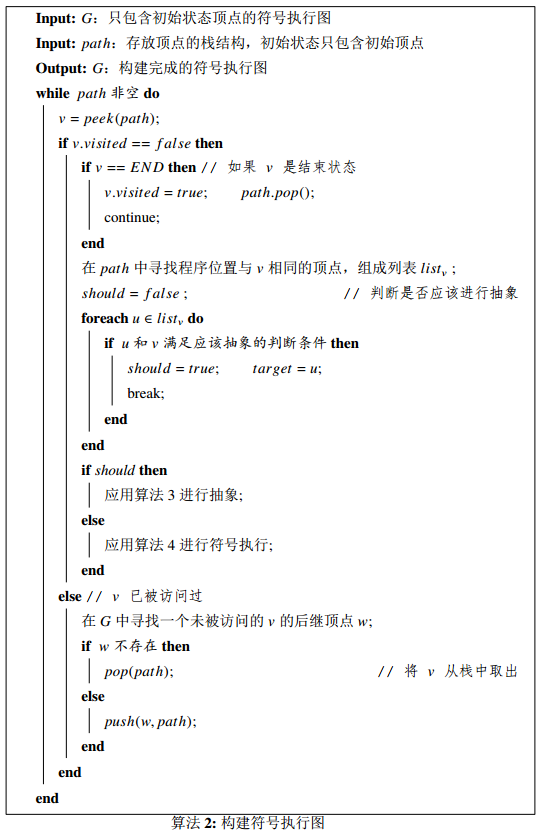 Input: G：只包含初始状态顶点的符号执行图
Input: path：存放顶点的栈结构，初始状态只包含初始顶点
Output: G：构建完成的符号执行图
while path 非空 do
v = peek(path);
if v.visited == false then
if v == END then // 如果 v 是结束状态
v.visited = true; path.pop();
continue;
end
在 path 中寻找程序位置与 v 相同的顶点，组成列表 listᵥ ;
should = false ; // 判断是否应该进行抽象
foreach u ∈ listᵥ do
if u 和 v 满足应该抽象的判断条件 then
should = true; target = u;
break;
end
end
if should then
应用算法 3 进行抽象;
else
应用算法 4 进行符号执行;
end
else // v 已被访问过
在 G 中寻找一个未被访问的 v 的后继顶点 w;
if w 不存在 then
pop(path); // 将 v 从栈中取出
else
push(w, path);
end
end
end
算法 2: 构建符号执行图